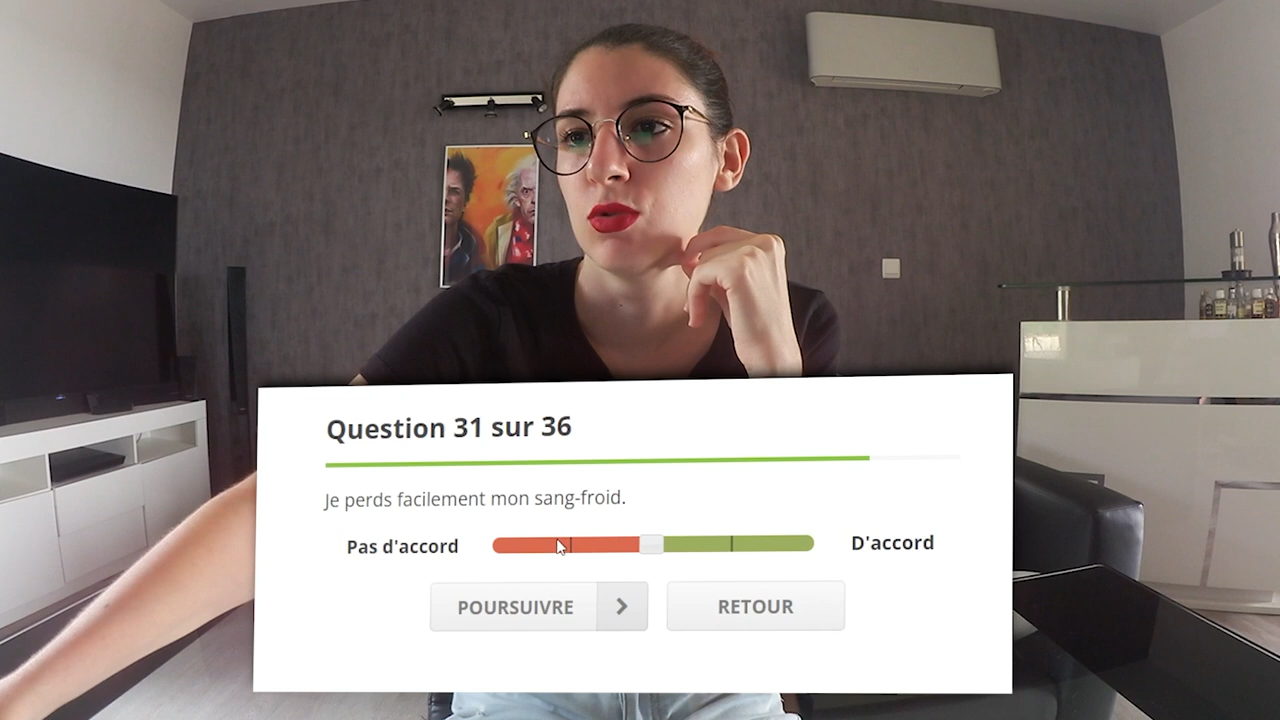 Question 31 sur 36
Je perds facilement mon sang-froid.
Pas d'accord
D'accord
POURSUIVRE
RETOUR